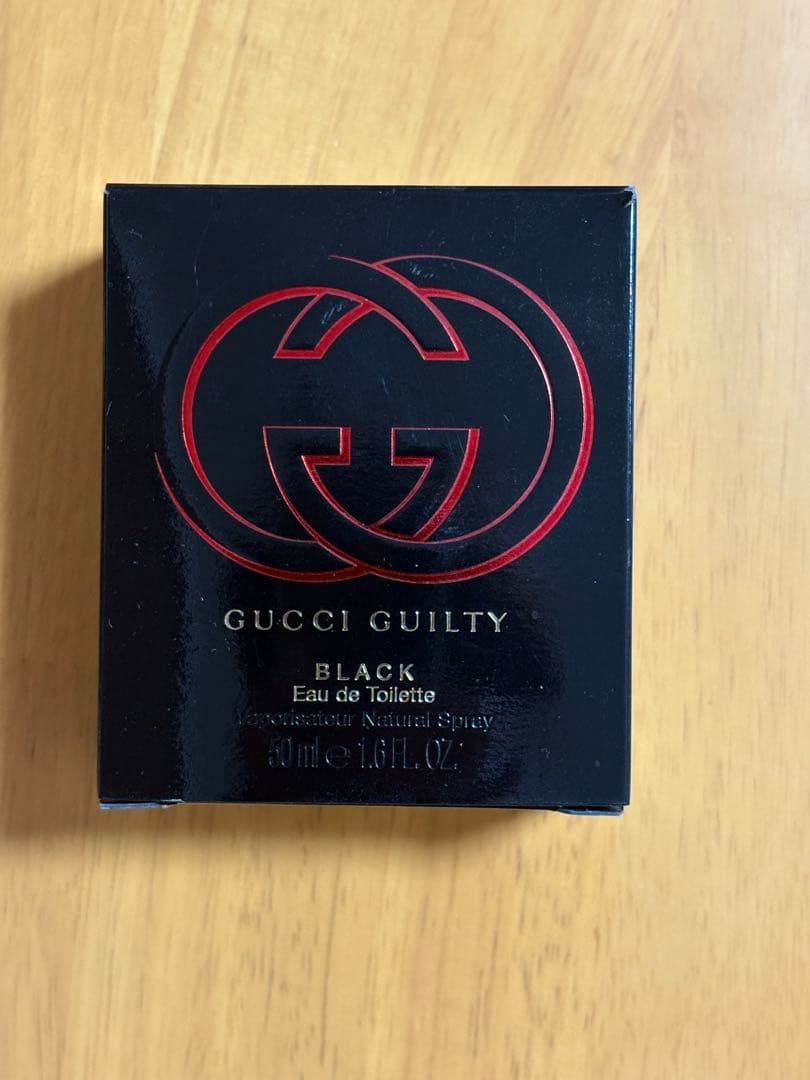 GUCCI GUILTY
BLACK
Eau de Toilette
Vaporisateur Natural Spray
50 ml e 1.6 FL. OZ.